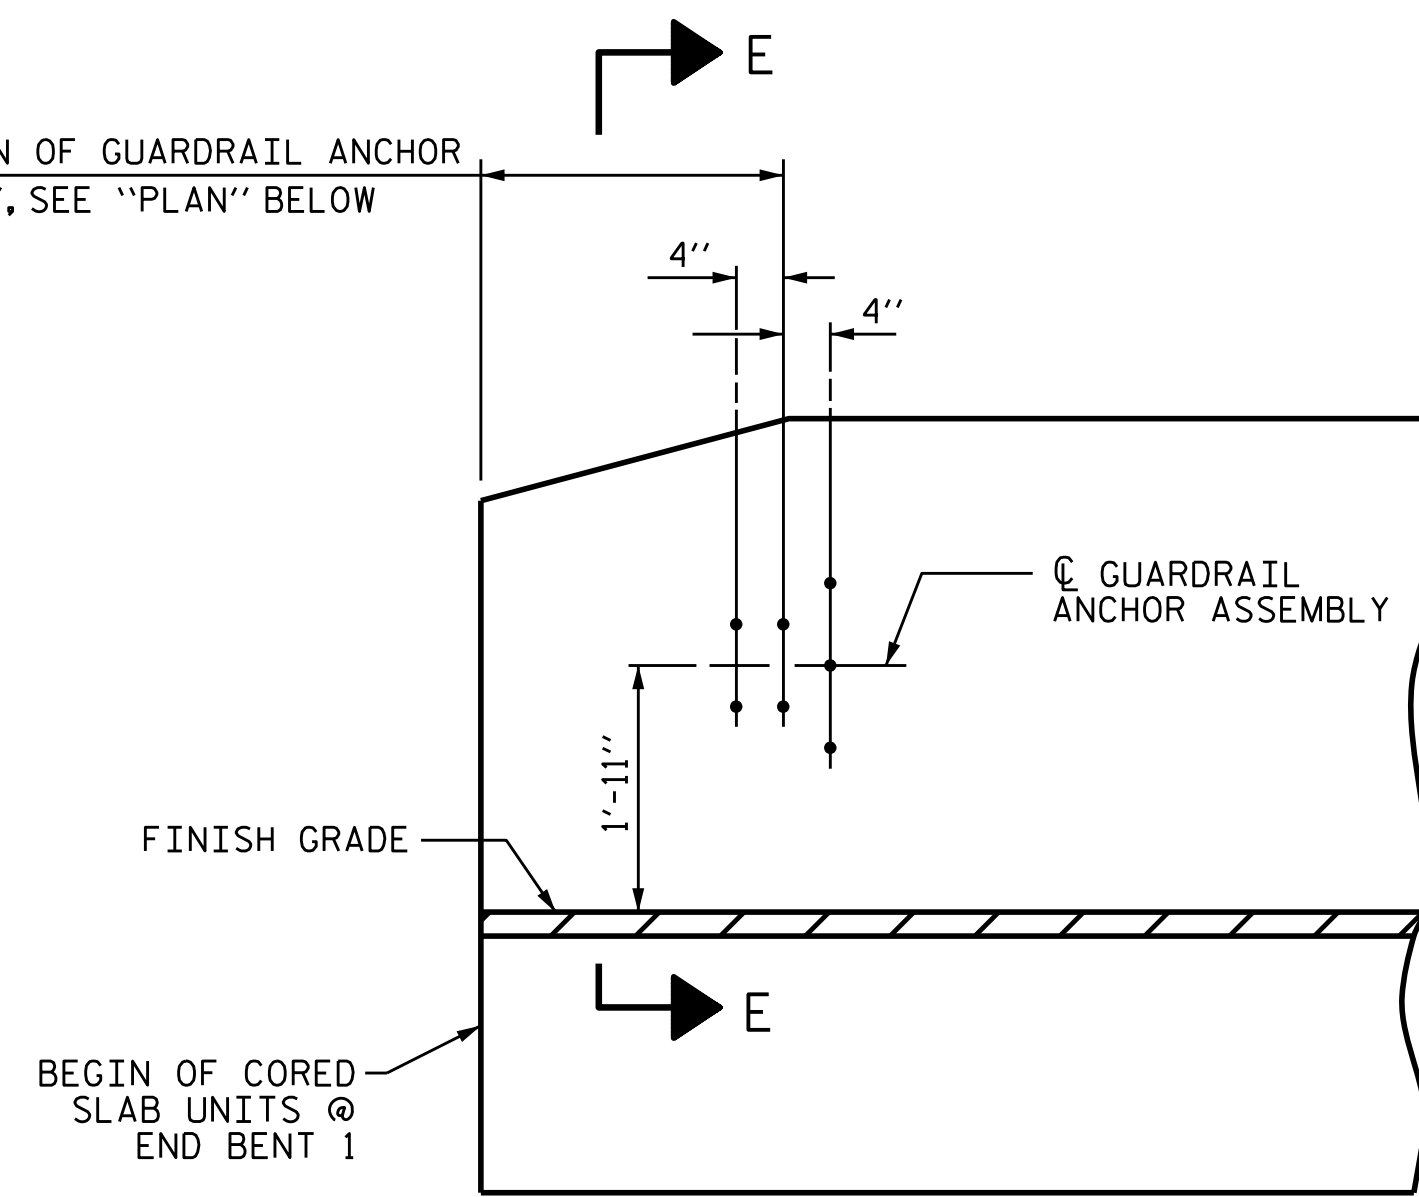 E
OF GUARDRAIL ANCHOR
SEE "PLAN" BELOW
4"
4"
℄ GUARDRAIL
ANCHOR ASSEMBLY
1'-11"
FINISH GRADE
E
BEGIN OF CORED
SLAB UNITS @
END BENT 1